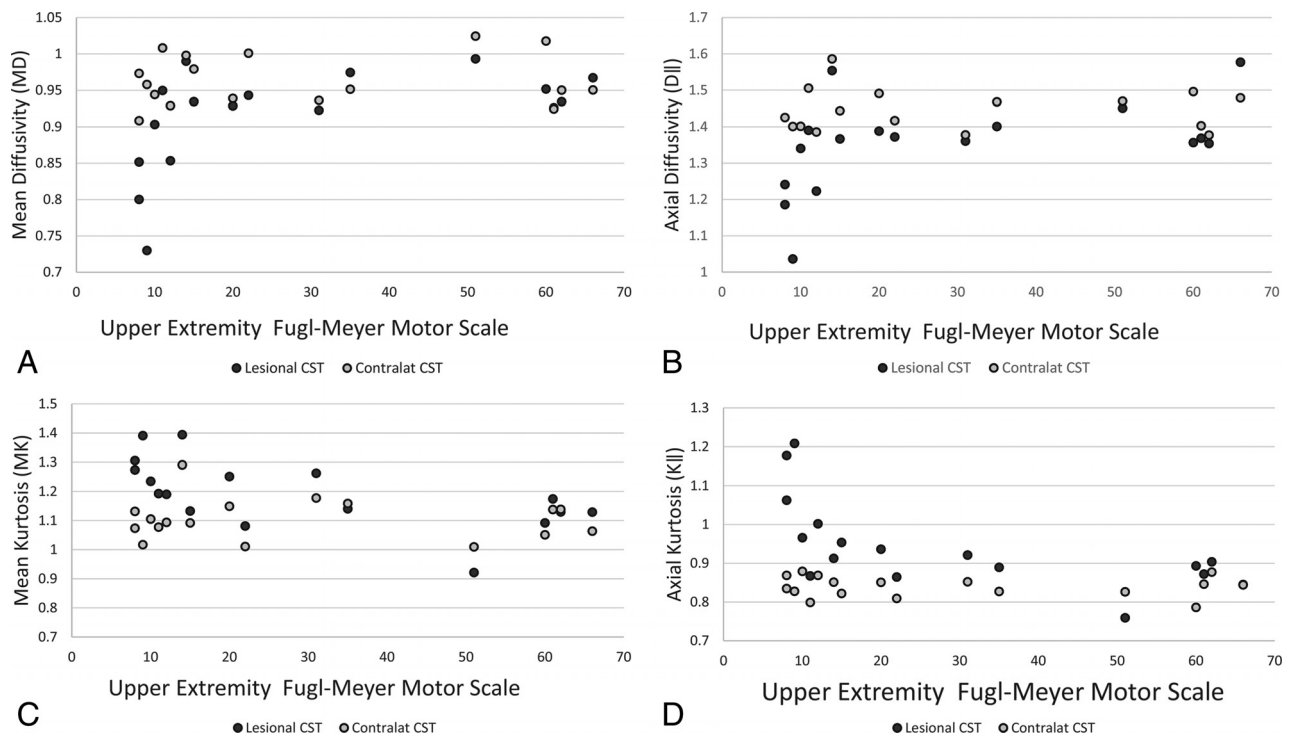 Mean Diffusivity (MD)
1.05
1
0.95
0.9
0.85
0.8
0.75
0.7
0 10 20 30 40 50 60 70
Upper Extremity Fugl-Meyer Motor Scale
A
Lesional CST Contralat CST
Axial Diffusivity (D∥)
1.7
1.6
1.5
1.4
1.3
1.2
1.1
1
0 10 20 30 40 50 60 70
Upper Extremity Fugl-Meyer Motor Scale
B
Lesional CST Contralat CST
Mean Kurtosis (MK)
1.5
1.4
1.3
1.2
1.1
1
0.9
0.8
0.7
0 10 20 30 40 50 60 70
Upper Extremity Fugl-Meyer Motor Scale
C
Lesional CST Contralat CST
Axial Kurtosis (K∥)
1.3
1.2
1.1
1
0.9
0.8
0.7
0 10 20 30 40 50 60 70
Upper Extremity Fugl-Meyer Motor Scale
D
Lesional CST Contralat CST